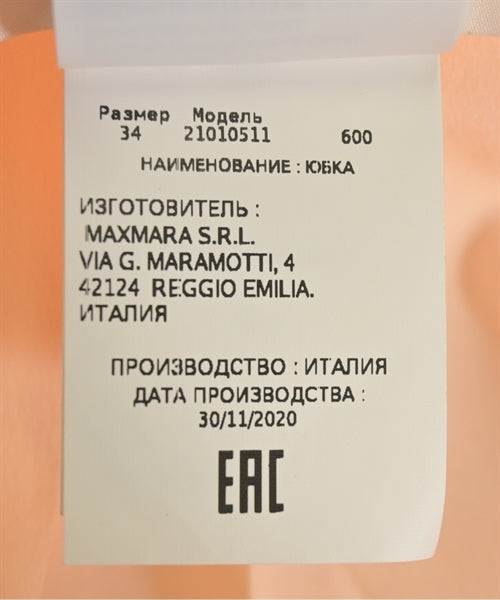 Размер Модель
34 21010511 600
НАИМЕНОВАНИЕ : ЮБКА
ИЗГОТОВИТЕЛЬ :
MAXMARA S.R.L.
VIA G. MARAMOTTI, 4
42124 REGGIO EMILIA.
ИТАЛИЯ
ПРОИЗВОДСТВО : ИТАЛИЯ
ДАТА ПРОИЗВОДСТВА :
30/11/2020
EAC